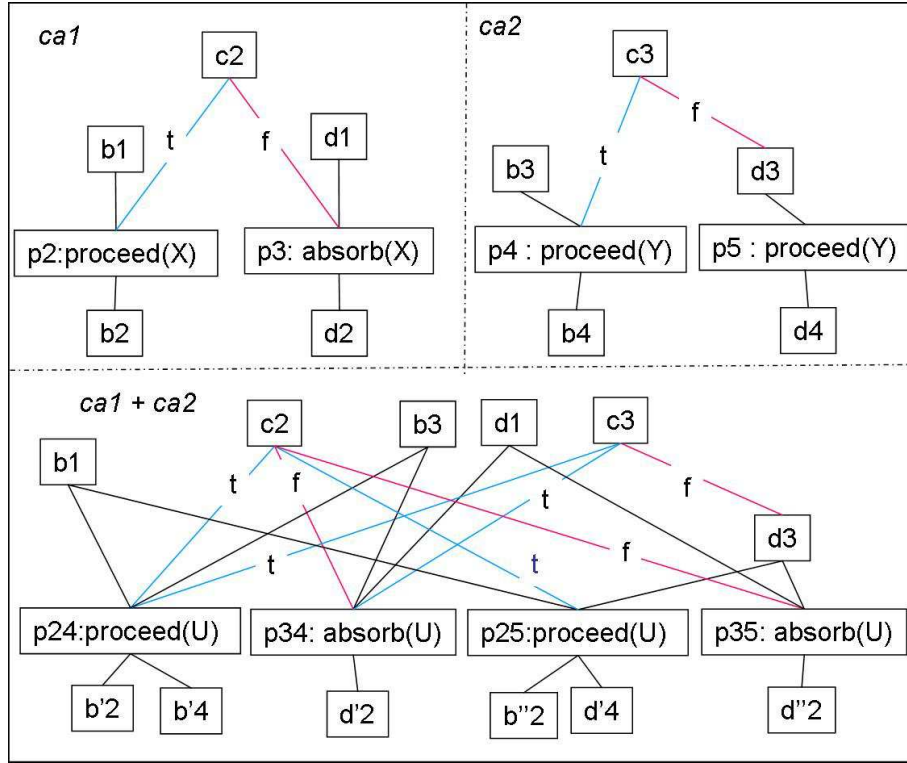 ca1
c2
t
f
b1
d1
p2:proceed(X)
p3: absorb(X)
b2
d2
ca2
c3
t
f
b3
d3
p4 : proceed(Y)
p5 : proceed(Y)
b4
d4
ca1 + ca2
c2
b3
d1
c3
b1
t
f
t
f
d3
t
t
f
p24:proceed(U)
p34: absorb(U)
p25:proceed(U)
p35: absorb(U)
b'2
b'4
d'2
b''2
d'4
d''2